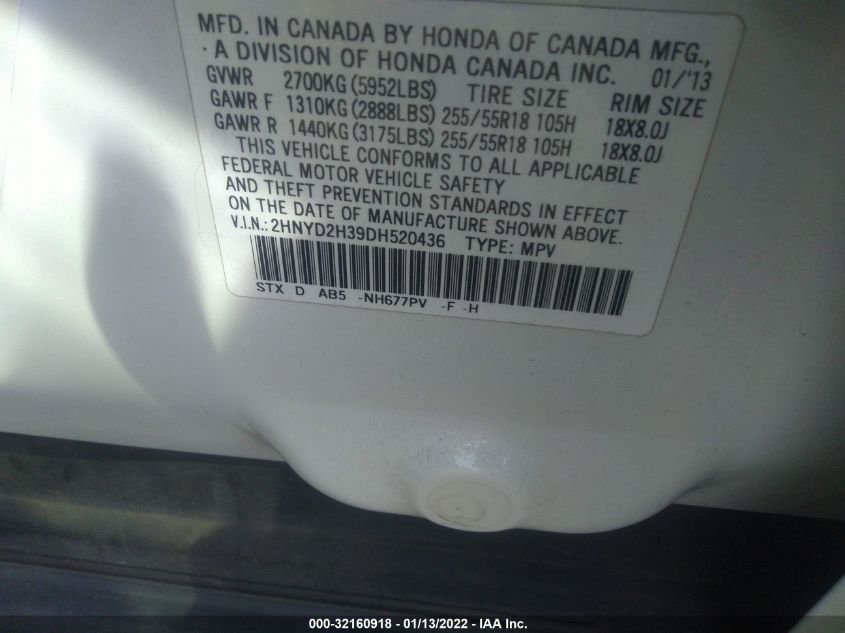 MFD. IN CANADA BY HONDA OF CANADA MFG.,
. A DIVISION OF HONDA CANADA INC. 01/'13
GVWR 2700KG (5952LBS) TIRE SIZE RIM SIZE
GAWR F 1310KG (2888LBS) 255/55R18 105H 18X8.0J
GAWR R 1440KG (3175LBS) 255/55R18 105H 18X8.0J
THIS VEHICLE CONFORMS TO ALL APPLICABLE
FEDERAL MOTOR VEHICLE SAFETY
AND THEFT PREVENTION STANDARDS IN EFFECT
ON THE DATE OF MANUFACTURE SHOWN ABOVE.
V.I.N.: 2HNYD2H39DH520436 TYPE: MPV
STX D AB5 -NH677PV -F -H
000-32160918 - 01/13/2022 - IAA Inc.